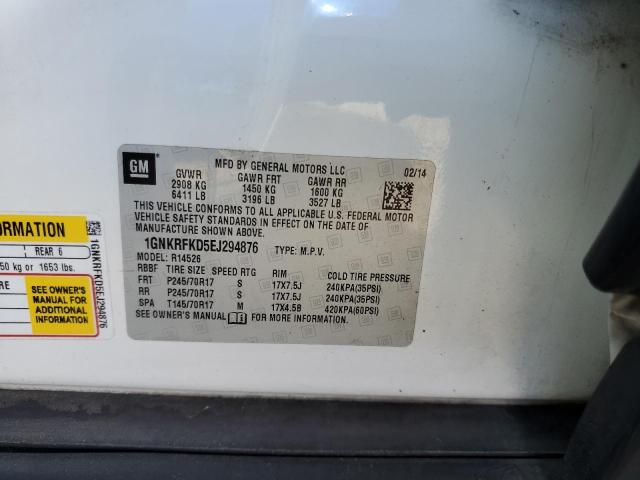 GM
MFD BY GENERAL MOTORS LLC 02/14
GVWR GAWR FRT GAWR RR
2908 KG 1450 KG 1600 KG
6411 LB 3196 LB 3527 LB
THIS VEHICLE CONFORMS TO ALL APPLICABLE U.S. FEDERAL MOTOR
VEHICLE SAFETY STANDARDS IN EFFECT ON THE DATE OF
MANUFACTURE SHOWN ABOVE.
1GNKRFKD5EJ294876 TYPE: M.P.V.
MODEL: R14526
RBBF TIRE SIZE SPEED RTG RIM COLD TIRE PRESSURE
FRT P245/70R17 S 17X7.5J 240KPA(35PSI)
RR P245/70R17 S 17X7.5J 240KPA(35PSI)
SPA T145/70R17 M 17X4.5B 420KPA(60PSI)
SEE OWNER'S MANUAL FOR MORE INFORMATION.
FORMATION
REAR 6
50 kg or 1653 lbs.
RE
SEE OWNER'S
MANUAL FOR
ADDITIONAL
INFORMATION
1GNKRFKD5EJ294876